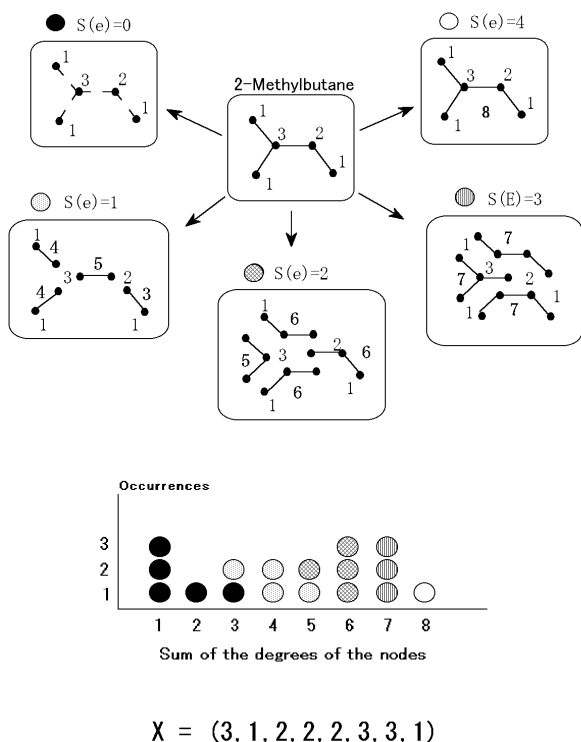 S(e)=0
S(e)=4
2-Methylbutane
1
3 2
1 1
1
3 2
1 1
1
3 2
8
1 1
S(e)=1
S(E)=3
1
4
3 5 2
4 3
1 1
S(e)=2
1 7
3
7 2
1 7 1
1 6
2 6
5 3
6 1
1
Occurrences
3
2
1
1 2 3 4 5 6 7 8
Sum of the degrees of the nodes
X = (3,1,2,2,2,3,3,1)